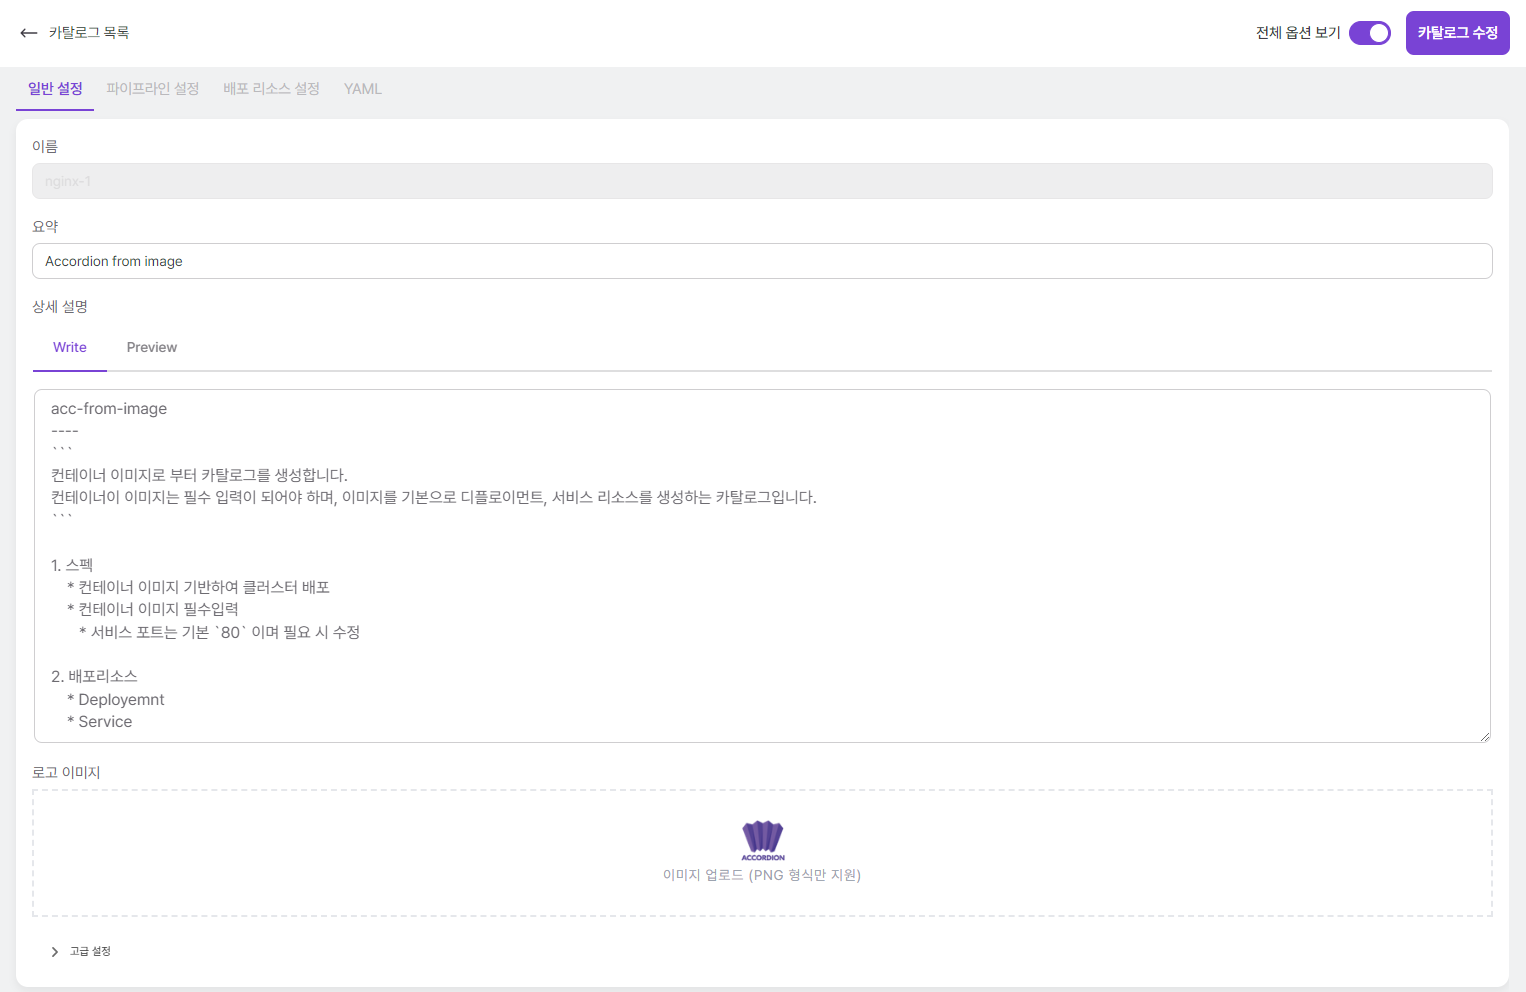 카탈로그 목록
전체 옵션 보기
카탈로그 수정
일반 설정 파이프라인 설정 배포 리소스 설정 YAML
이름
nginx-1
요약
Accordion from image
상세 설명
Write Preview
acc-from-image
----
```
컨테이너 이미지로 부터 카탈로그를 생성합니다.
컨테이너이 이미지는 필수 입력이 되어야 하며, 이미지를 기본으로 디플로이먼트, 서비스 리소스를 생성하는 카탈로그입니다.
```
1. 스펙
* 컨테이너 이미지 기반하여 클러스터 배포
* 컨테이너 이미지 필수입력
* 서비스 포트는 기본 `80` 이며 필요 시 수정
2. 배포리소스
* Deployemnt
* Service
로고 이미지
ACCORDION
이미지 업로드 (PNG 형식만 지원)
고급 설정